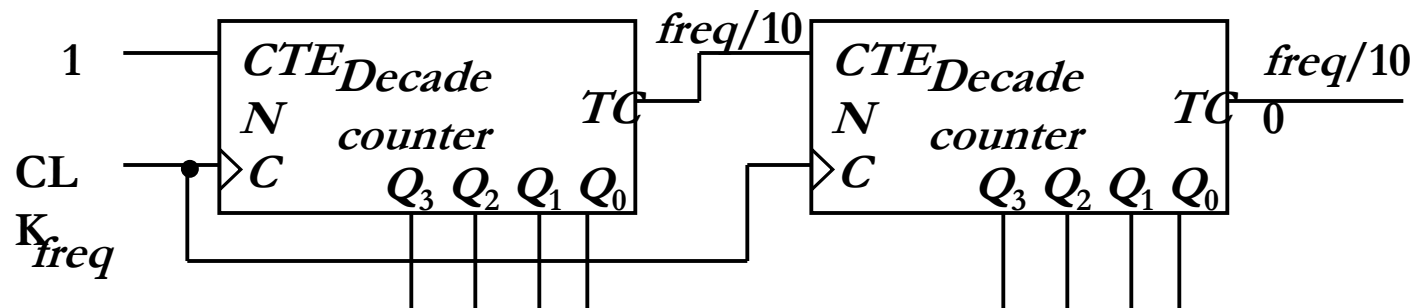 1
CTE
N
Decade
counter
TC
freq/10
CL
K
C
Q3 Q2 Q1 Q0
freq
CTE
N
Decade
counter
TC
freq/10
0
C
Q3 Q2 Q1 Q0